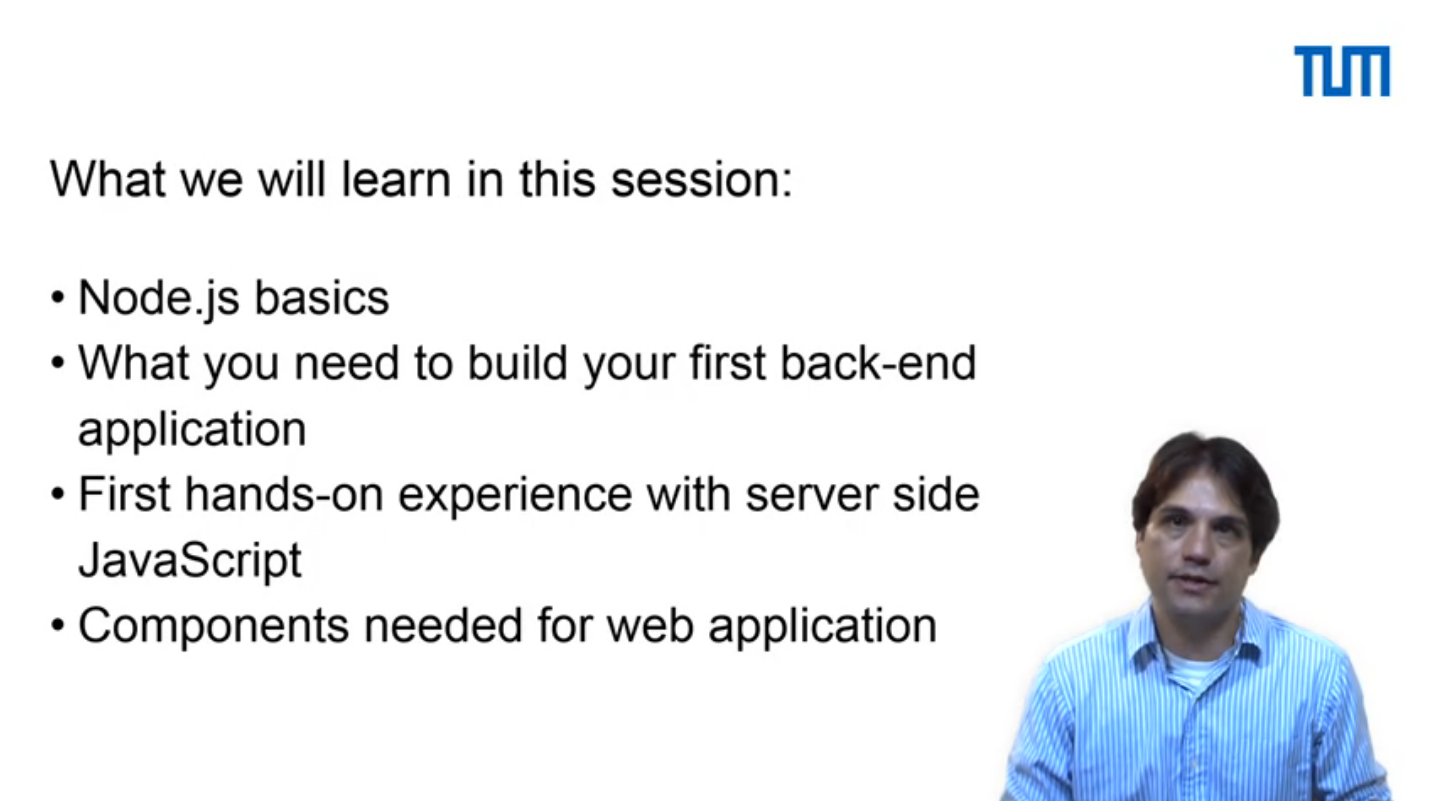 TUM
What we will learn in this session:
• Node.js basics
• What you need to build your first back-end
application
• First hands-on experience with server side
JavaScript
• Components needed for web application